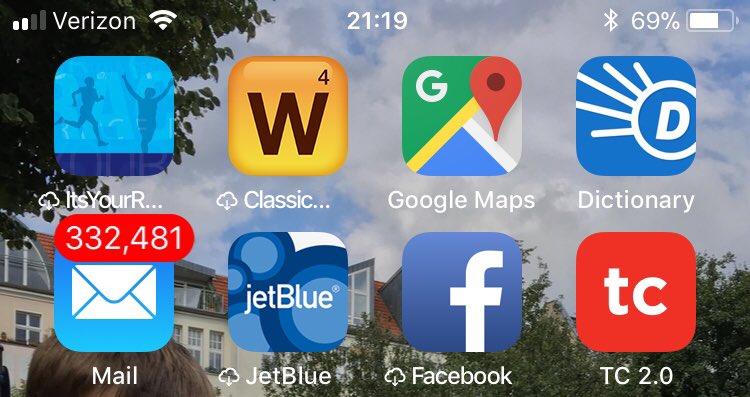 Verizon 21:19 69%
4
W
G
D
ItsYourR... Classic... Google Maps Dictionary
332,481
jetBlue®
f
tc
Mail JetBlue Facebook TC 2.0